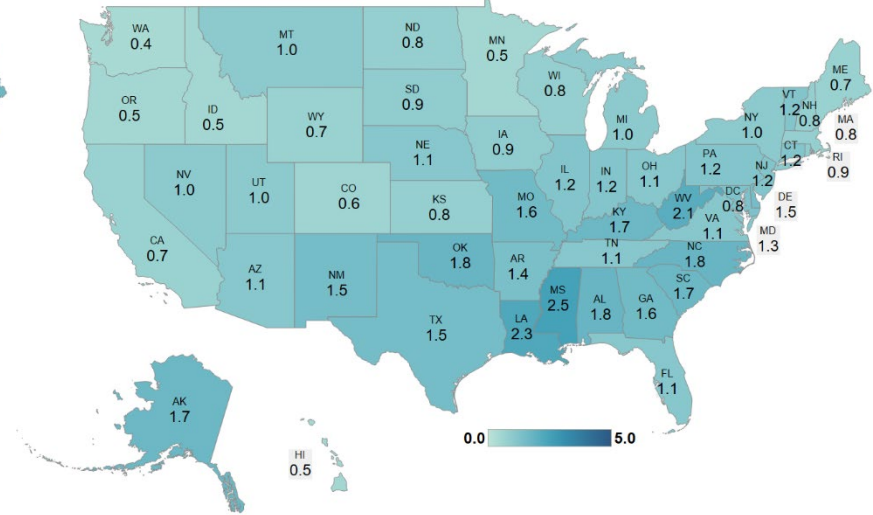 WA
0.4
MT
1.0
ND
0.8
MN
0.5
ME
0.7
OR
0.5
ID
0.5
WY
0.7
SD
0.9
WI
0.8
MI
1.0
NY
1.0
VT
1.2
NH
0.8
MA
0.8
NE
1.1
IA
0.9
CT
1.2
RI
0.9
NV
1.0
UT
1.0
CO
0.6
KS
0.8
MO
1.6
IL
1.2
IN
1.2
OH
1.1
PA
1.2
NJ
1.2
DC
0.8
DE
1.5
MD
1.3
CA
0.7
AZ
1.1
NM
1.5
OK
1.8
AR
1.4
KY
1.7
WV
2.1
VA
1.1
TN
1.1
NC
1.8
SC
1.7
TX
1.5
LA
2.3
MS
2.5
AL
1.8
GA
1.6
FL
1.1
AK
1.7
HI
0.5
0.0
5.0